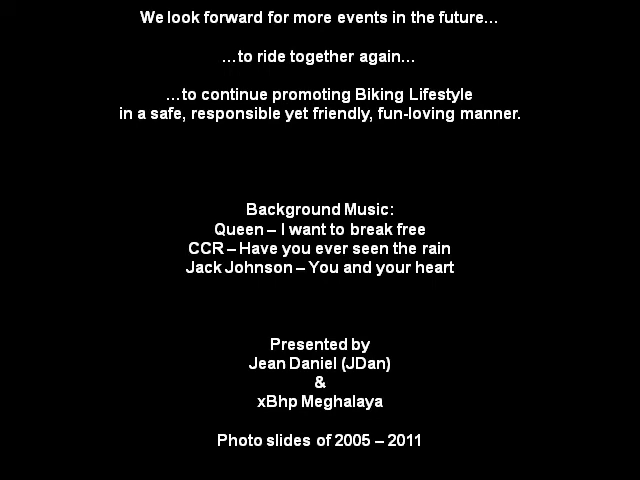 We look forward for more events in the future...
...to ride together again...
...to continue promoting Biking Lifestyle
in a safe, responsible yet friendly, fun-loving manner.
Background Music:
Queen – I want to break free
CCR – Have you ever seen the rain
Jack Johnson – You and your heart
Presented by
Jean Daniel (JDan)
&
xBhp Meghalaya
Photo slides of 2005 – 2011